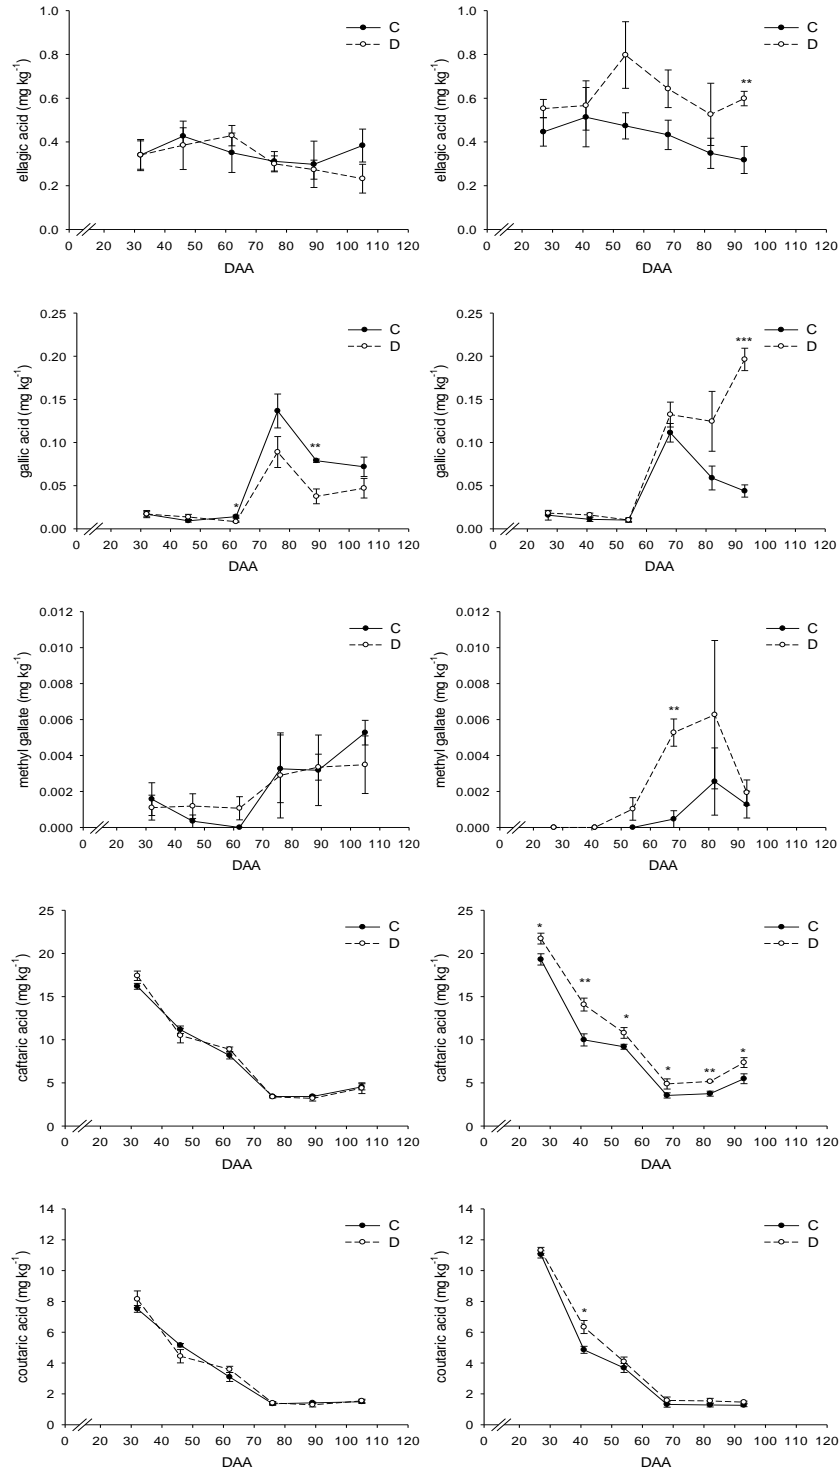 ellagic acid (mg kg⁻¹)
1.0
0.8
0.6
0.4
0.2
0.0
C
D
0 20 30 40 50 60 70 80 90 100 110 120
DAA
ellagic acid (mg kg⁻¹)
1.0
0.8
0.6
0.4
0.2
0.0
C
D
**
0 20 30 40 50 60 70 80 90 100 110 120
DAA
gallic acid (mg kg⁻¹)
0.25
0.20
0.15
0.10
0.05
0.00
C
D
**
*
0 20 30 40 50 60 70 80 90 100 110 120
DAA
gallic acid (mg kg⁻¹)
0.25
0.20
0.15
0.10
0.05
0.00
C
D
***
0 20 30 40 50 60 70 80 90 100 110 120
DAA
methyl gallate (mg kg⁻¹)
0.012
0.010
0.008
0.006
0.004
0.002
0.000
C
D
0 20 30 40 50 60 70 80 90 100 110 120
DAA
methyl gallate (mg kg⁻¹)
0.012
0.010
0.008
0.006
0.004
0.002
0.000
C
D
**
0 20 30 40 50 60 70 80 90 100 110 120
DAA
caftaric acid (mg kg⁻¹)
25
20
15
10
5
0
C
D
0 20 30 40 50 60 70 80 90 100 110 120
DAA
caftaric acid (mg kg⁻¹)
25
20
15
10
5
0
C
D
*
**
*
*
**
*
0 20 30 40 50 60 70 80 90 100 110 120
DAA
coutaric acid (mg kg⁻¹)
14
12
10
8
6
4
2
0
C
D
0 20 30 40 50 60 70 80 90 100 110 120
DAA
coutaric acid (mg kg⁻¹)
14
12
10
8
6
4
2
0
C
D
*
0 20 30 40 50 60 70 80 90 100 110 120
DAA